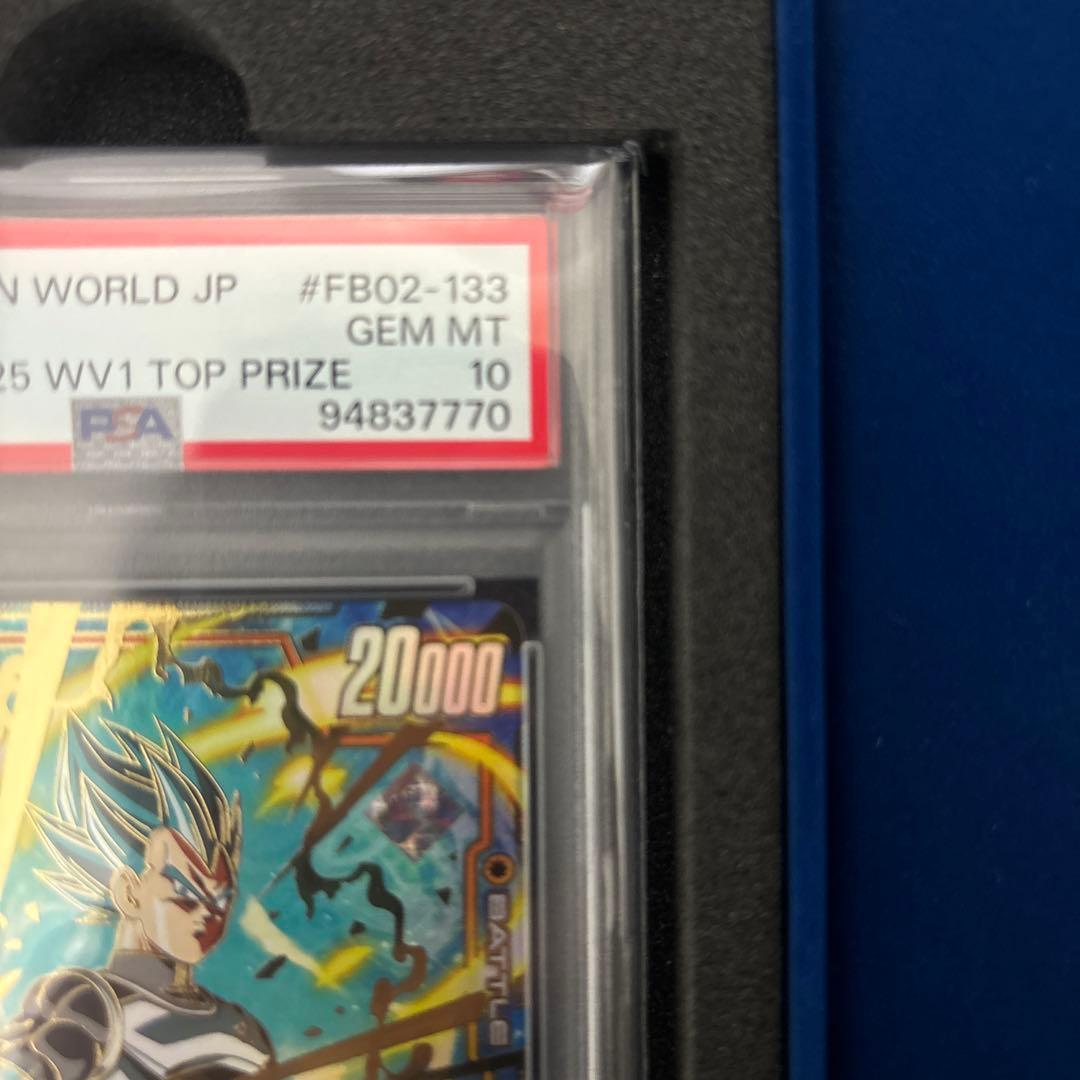 N WORLD JP #FB02-133
GEM MT
25 WV1 TOP PRIZE 10
PSA 94837770
20000
BATTLE